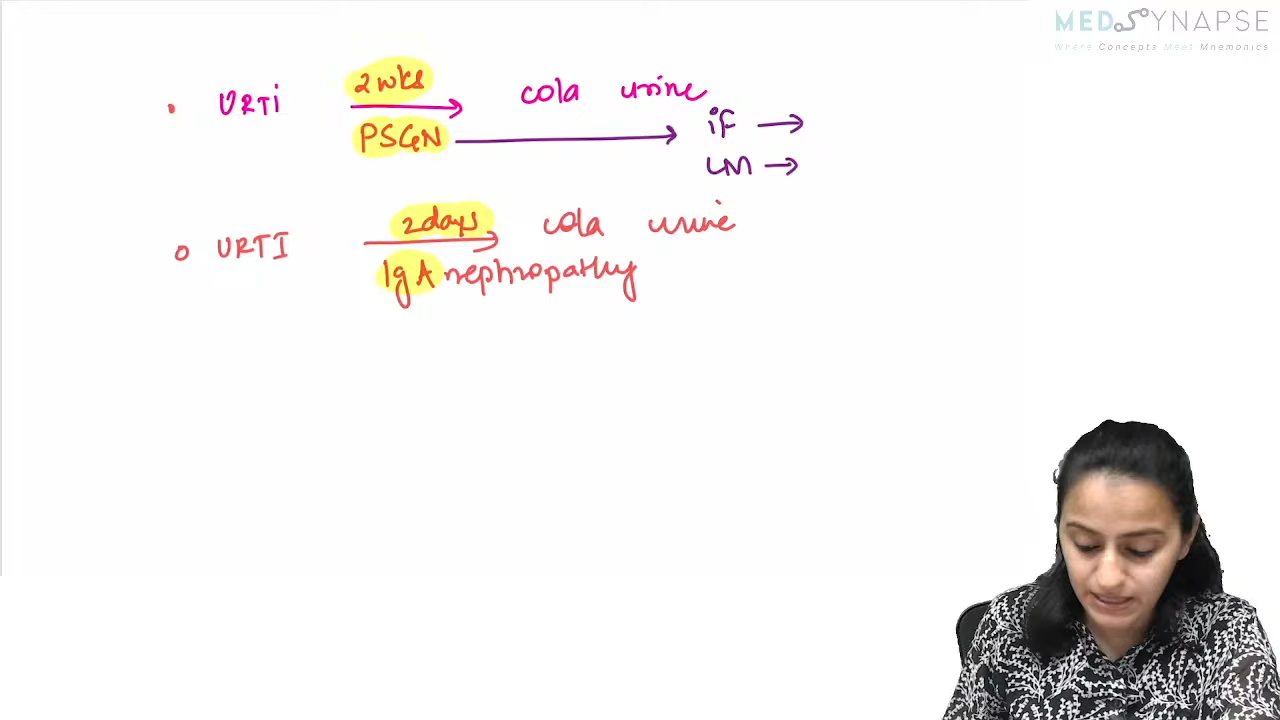 MEDSYNAPSE
Where Concepts Meet Mnemonics
• URTi 2wks → cola urine
PSGN → iF →
LM →
o URTI 2days → cola urine
IgA nephropathy